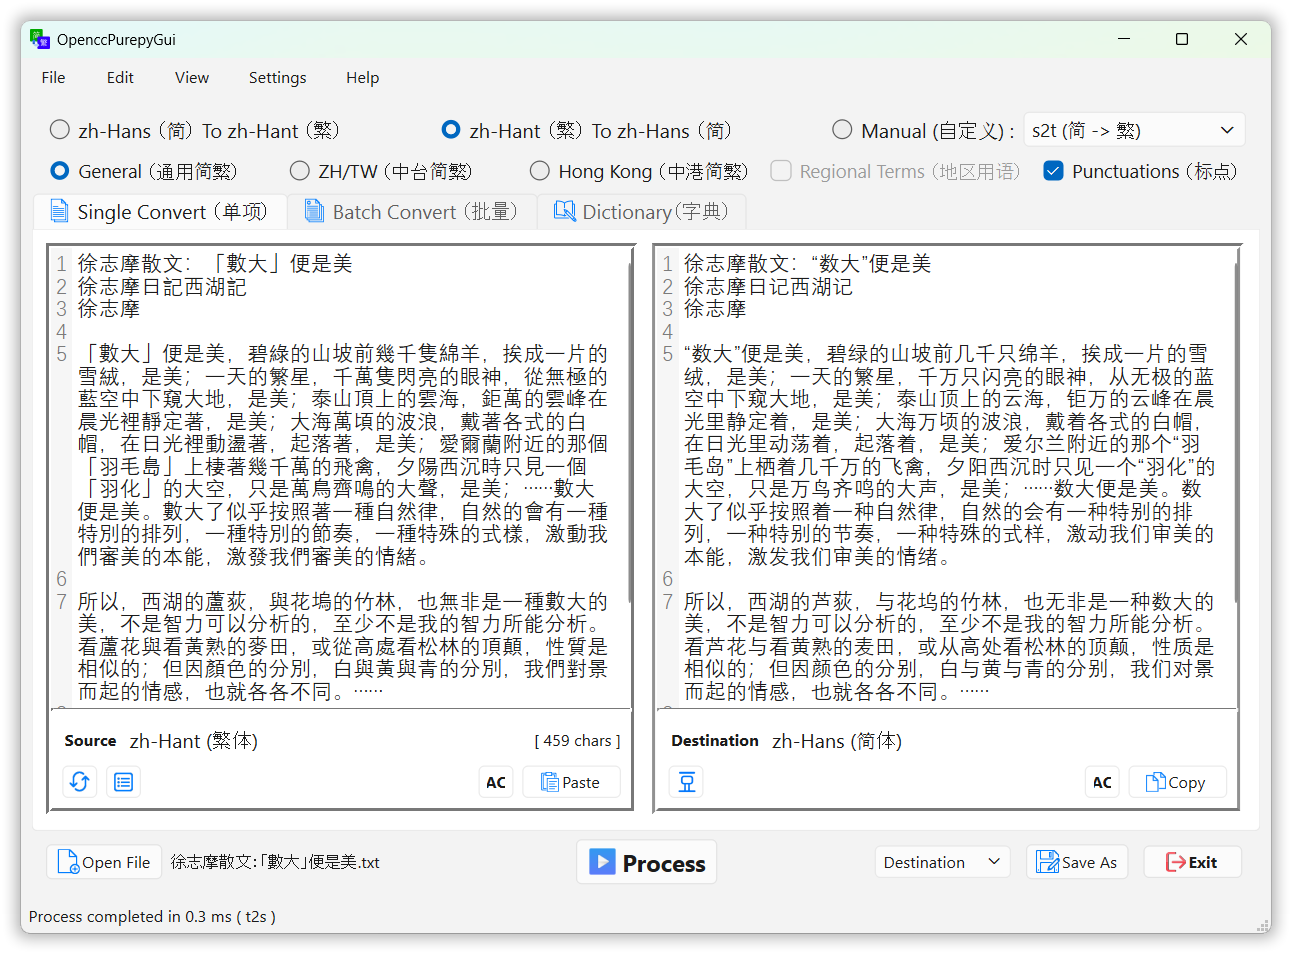 OpenccPurepyGui
File Edit View Settings Help
zh-Hans (简) To zh-Hant (繁) zh-Hant (繁) To zh-Hans (简) Manual (自定义) : s2t (简 -> 繁)
General (通用简繁) ZH/TW (中台简繁) Hong Kong (中港简繁) Regional Terms (地区用语) Punctuations (标点)
Single Convert (单项) Batch Convert (批量) Dictionary(字典)
1 徐志摩散文：「數大」便是美
2 徐志摩日記西湖記
3 徐志摩
4
5 「數大」便是美，碧綠的山坡前幾千隻綿羊，挨成一片的
雪絨，是美；一天的繁星，千萬隻閃亮的眼神，從無極的
藍空中下窺大地，是美；泰山頂上的雲海，鉅萬的雲峰在
晨光裡靜定著，是美；大海萬頃的波浪，戴著各式的白
帽，在日光裡動盪著，起落著，是美；愛爾蘭附近的那個
「羽毛島」上棲著幾千萬的飛禽，夕陽西沉時只見一個
「羽化」的大空，只是萬鳥齊鳴的大聲，是美；……數大
便是美。數大了似乎按照著一種自然律，自然的會有一種
特別的排列，一種特別的節奏，一種特殊的式樣，激動我
們審美的本能，激發我們審美的情緒。
6
7 所以，西湖的蘆荻，與花塢的竹林，也無非是一種數大的
美，不是智力可以分析的，至少不是我的智力所能分析。
看蘆花與看黃熟的麥田，或從高處看松林的頂顛，性質是
相似的；但因顏色的分別，白與黃與青的分別，我們對景
而起的情感，也就各各不同。……
1 徐志摩散文：“数大”便是美
2 徐志摩日记西湖记
3 徐志摩
4
5 “数大”便是美，碧绿的山坡前几千只绵羊，挨成一片的雪
绒，是美；一天的繁星，千万只闪亮的眼神，从无极的蓝
空中下窥大地，是美；泰山顶上的云海，钜万的云峰在晨
光里静定着，是美；大海万顷的波浪，戴着各式的白帽，
在日光里动荡着，起落着，是美；爱尔兰附近的那个“羽
毛岛”上栖着几千万的飞禽，夕阳西沉时只见一个“羽化”的
大空，只是万鸟齐鸣的大声，是美；……数大便是美。数
大了似乎按照着一种自然律，自然的会有一种特别的排
列，一种特别的节奏，一种特殊的式样，激动我们审美的
本能，激发我们审美的情绪。
6
7 所以，西湖的芦荻，与花坞的竹林，也无非是一种数大的
美，不是智力可以分析的，至少不是我的智力所能分析。
看芦花与看黄熟的麦田，或从高处看松林的顶颠，性质是
相似的；但因颜色的分别，白与黄与青的分别，我们对景
而起的情感，也就各各不同。……
Source zh-Hant (繁体) [ 459 chars ]
AC Paste
Destination zh-Hans (简体)
AC Copy
Open File 徐志摩散文：「數大」便是美.txt Process Destination Save As Exit
Process completed in 0.3 ms ( t2s )